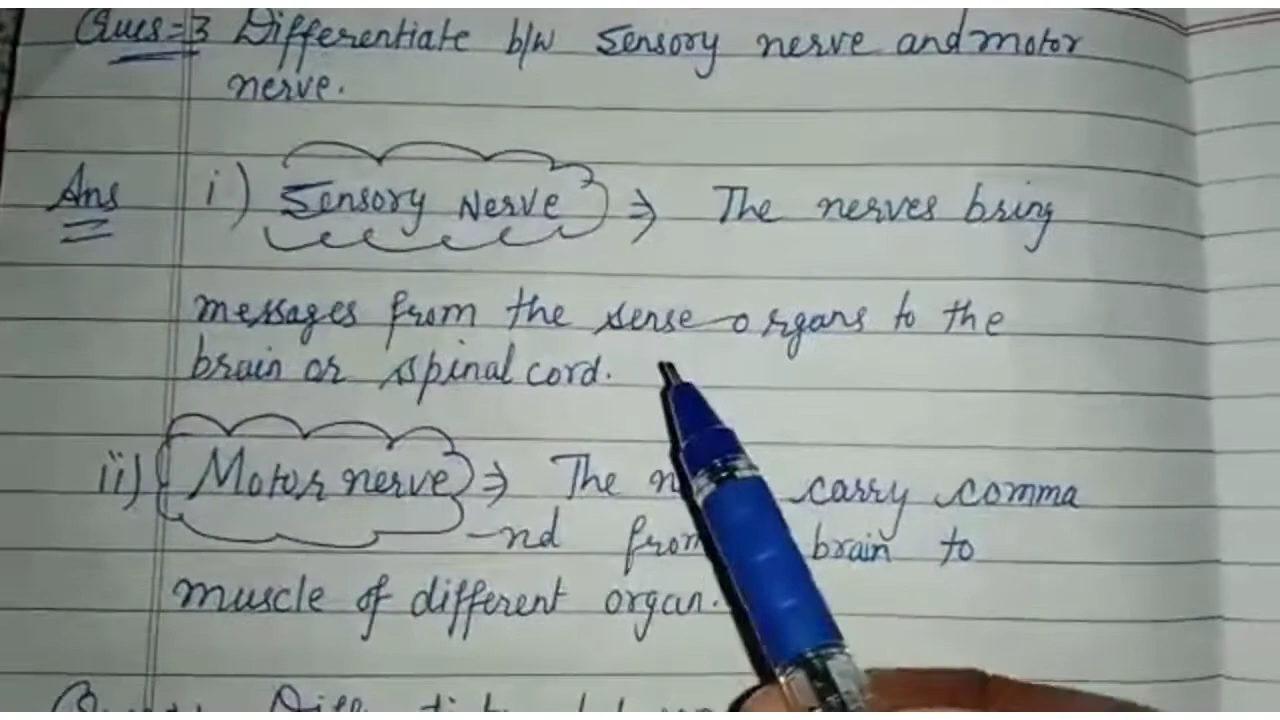 Ques=3 Differentiate b/w Sensory nerve and motor
nerve.
Ans i) Sensory Nerve ⇒ The nerves bring
messages from the sense organs to the
brain or spinal cord.
ii) Motor nerve ⇒ The carry comma
-nd from brain to
muscle of different organ.